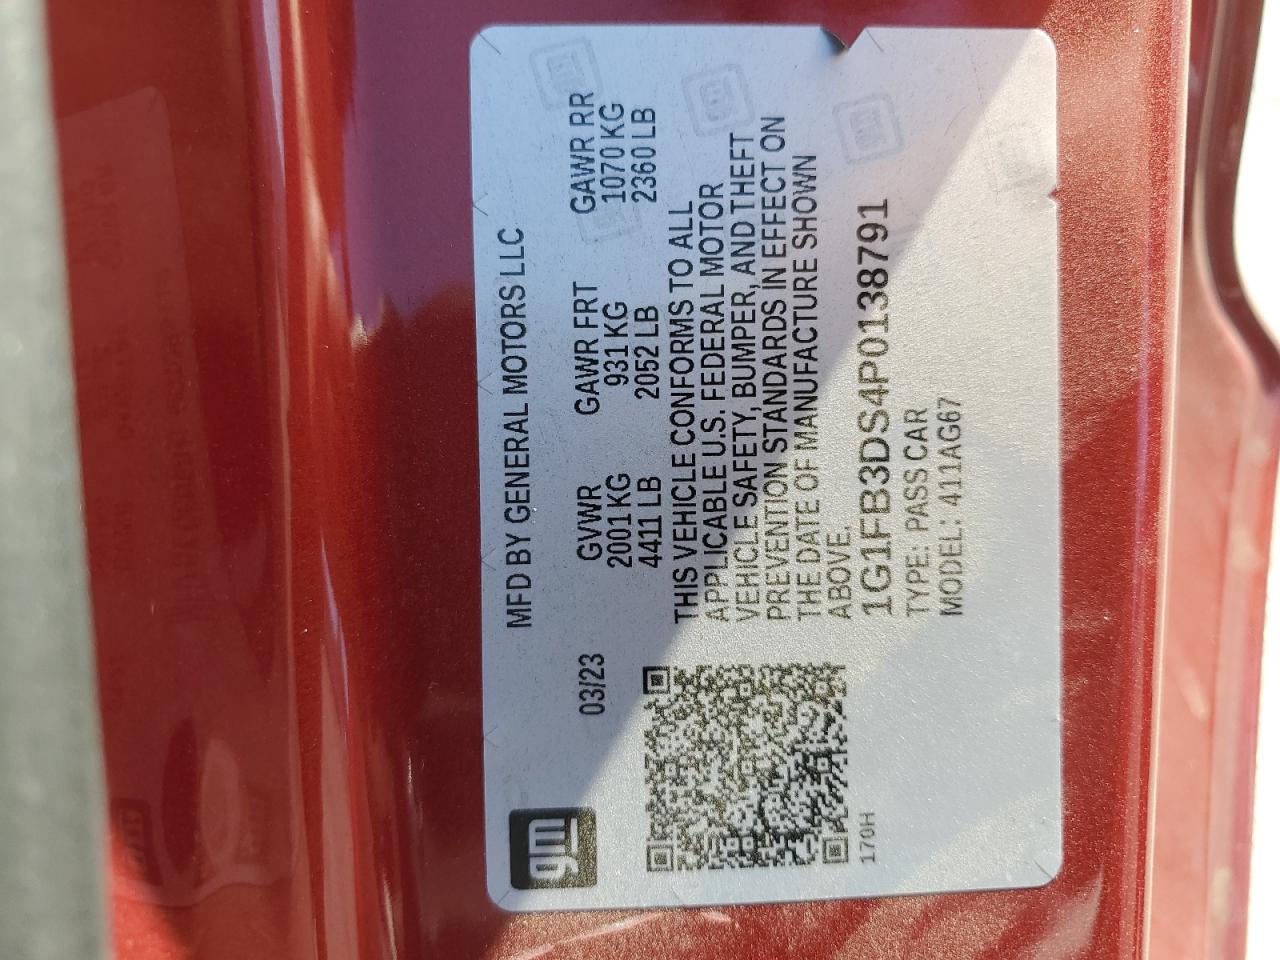 gm
MFD BY GENERAL MOTORS LLC
03/23
GVWR GAWR FRT GAWR RR
2001 KG 931 KG 1070 KG
4411 LB 2052 LB 2360 LB
THIS VEHICLE CONFORMS TO ALL
APPLICABLE U.S. FEDERAL MOTOR
VEHICLE SAFETY, BUMPER, AND THEFT
PREVENTION STANDARDS IN EFFECT ON
THE DATE OF MANUFACTURE SHOWN
ABOVE.
1G1FB3DS4P0138791
TYPE: PASS CAR
MODEL: 411AG67
170H